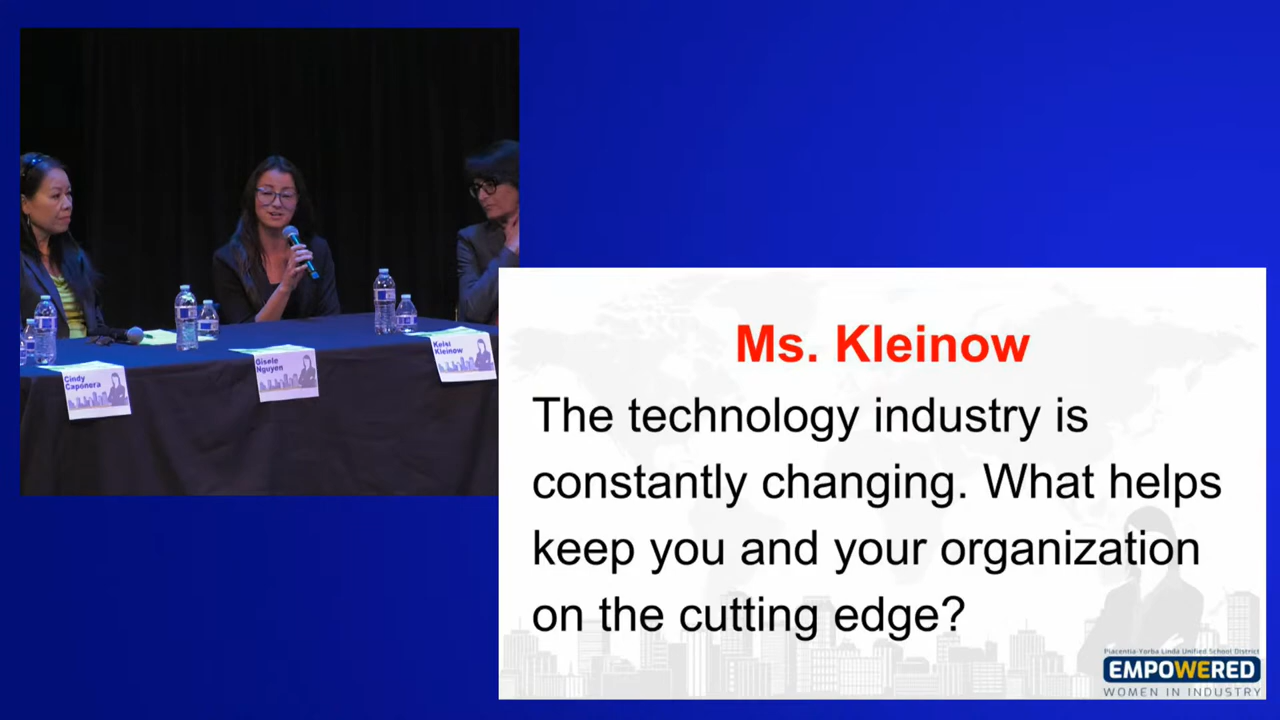 Cindy
Caponera
Gisele
Nguyen
Kelsi
Kleinow
Ms. Kleinow
The technology industry is
constantly changing. What helps
keep you and your organization
on the cutting edge?
Placentia-Yorba Linda Unified School District
EMPOWERED
WOMEN IN INDUSTRY